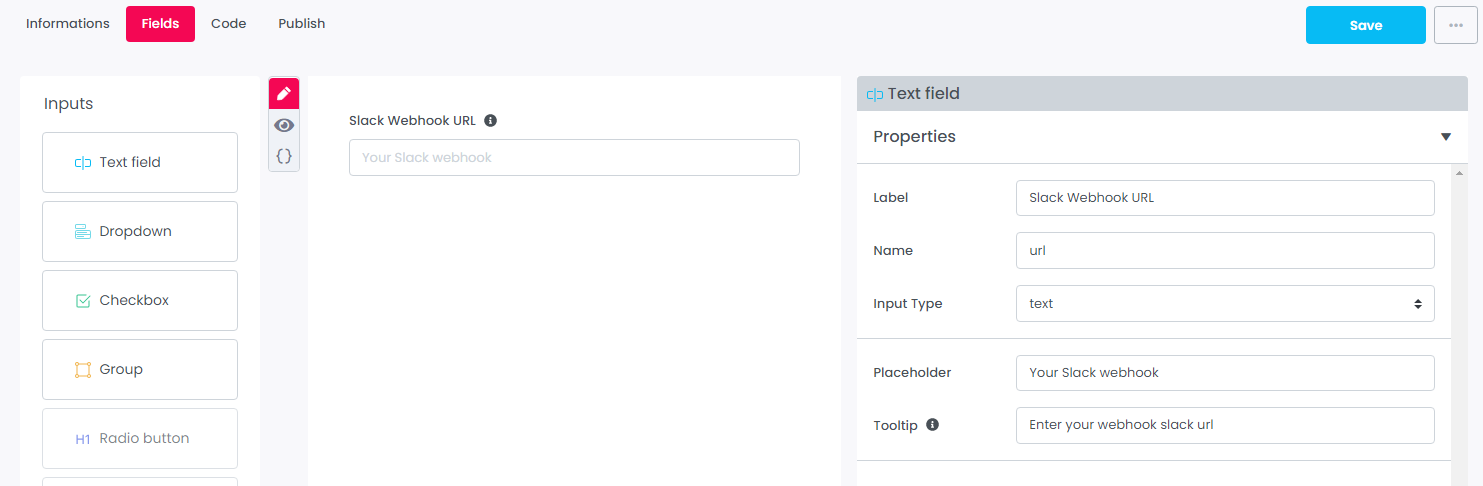 Informations
Fields
Code
Publish
Save
Inputs
Text field
Dropdown
Checkbox
Group
H1 Radio button
Slack Webhook URL
Your Slack webhook
Text field
Properties
Label
Slack Webhook URL
Name
url
Input Type
text
Placeholder
Your Slack webhook
Tooltip
Enter your webhook slack url